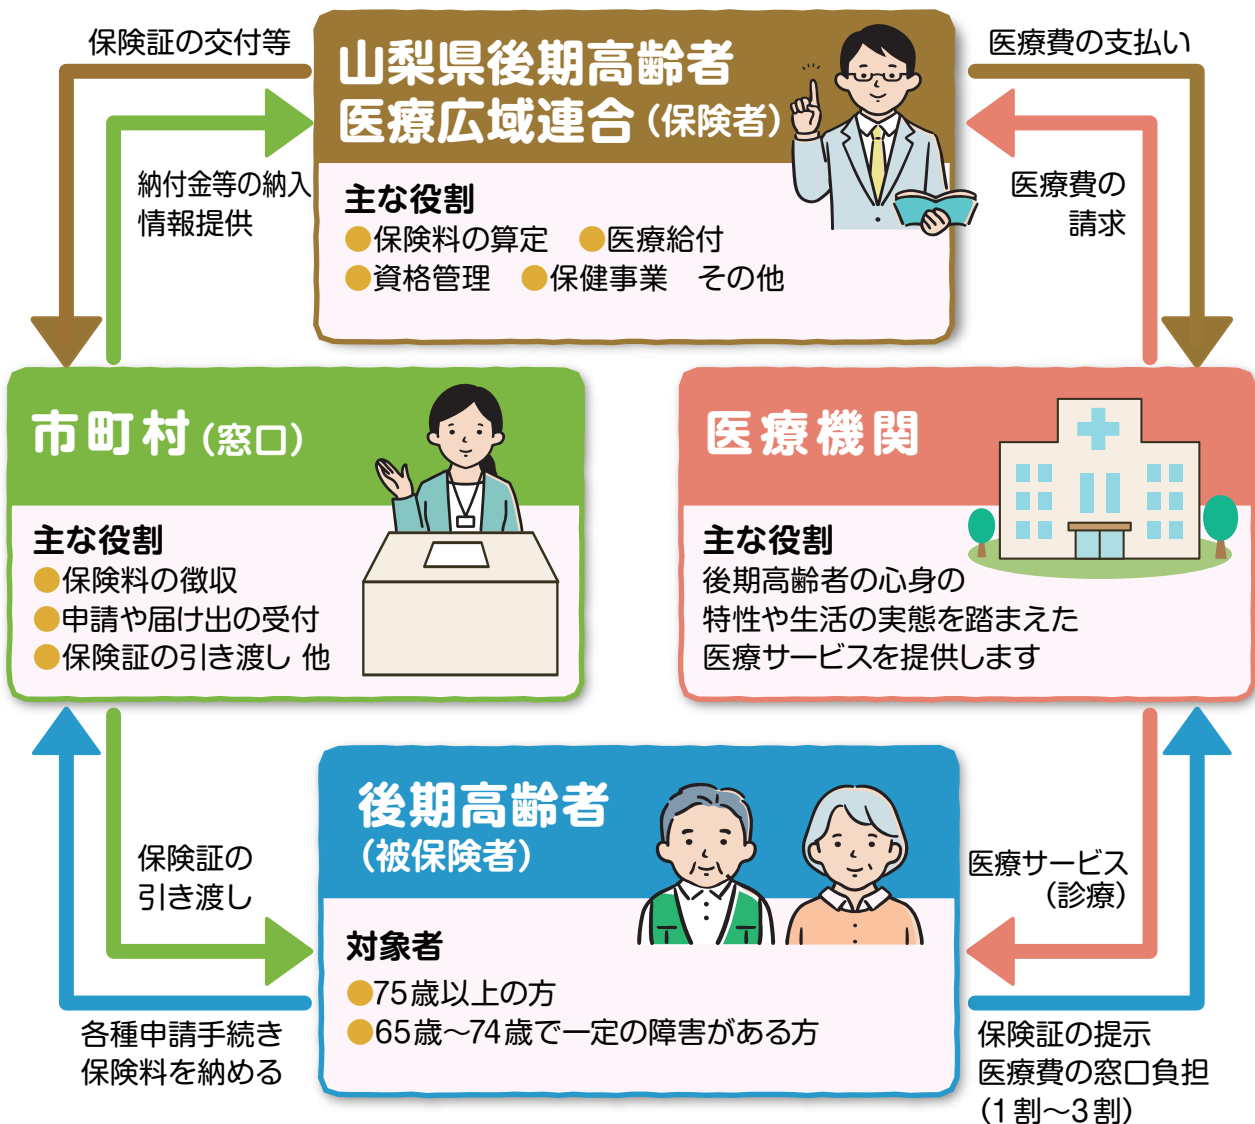 保険証の交付等
山梨県後期高齢者
医療広域連合(保険者)
医療費の支払い
納付金等の納入
情報提供
主な役割
●保険料の算定 ●医療給付
●資格管理 ●保健事業 その他
医療費の
請求
市町村(窓口)
主な役割
●保険料の徴収
●申請や届け出の受付
●保険証の引き渡し 他
医療機関
主な役割
後期高齢者の心身の
特性や生活の実態を踏まえた
医療サービスを提供します
保険証の
引き渡し
後期高齢者
(被保険者)
対象者
●75歳以上の方
●65歳〜74歳で一定の障害がある方
医療サービス
(診療)
各種申請手続き
保険料を納める
保険証の提示
医療費の窓口負担
(1割〜3割)